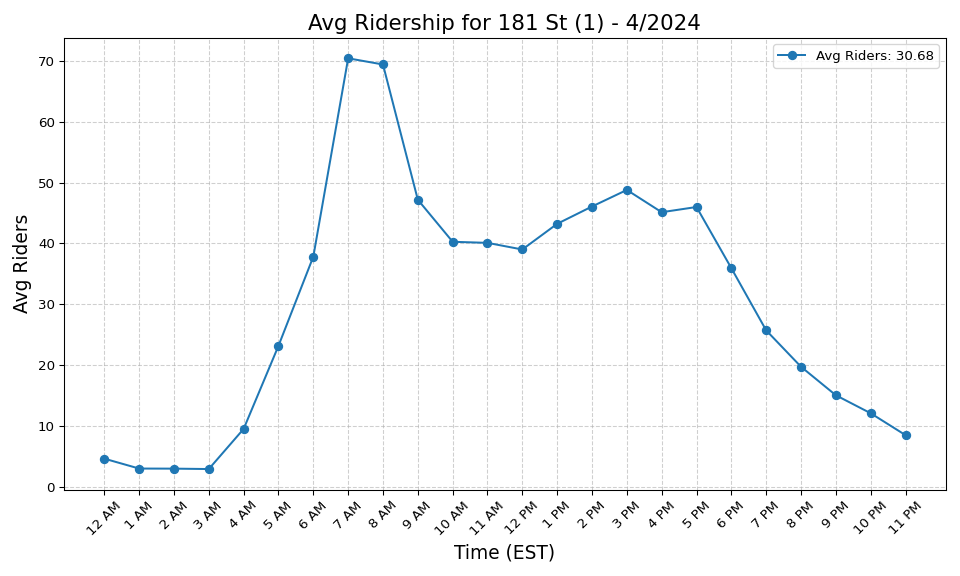 Avg Ridership for 181 St (1) - 4/2024
Avg Riders: 30.68
Avg Riders
70
60
50
40
30
20
10
0
12 AM
1 AM
2 AM
3 AM
4 AM
5 AM
6 AM
7 AM
8 AM
9 AM
10 AM
11 AM
12 PM
1 PM
2 PM
3 PM
4 PM
5 PM
6 PM
7 PM
8 PM
9 PM
10 PM
11 PM
Time (EST)